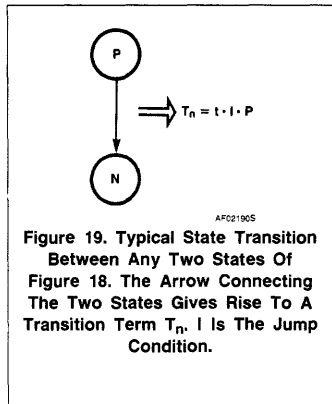 P
Tn = t · I · P
N
AF02190S
Figure 19. Typical State Transition
Between Any Two States Of
Figure 18. The Arrow Connecting
The Two States Gives Rise To A
Transition Term Tn. I Is The Jump
Condition.